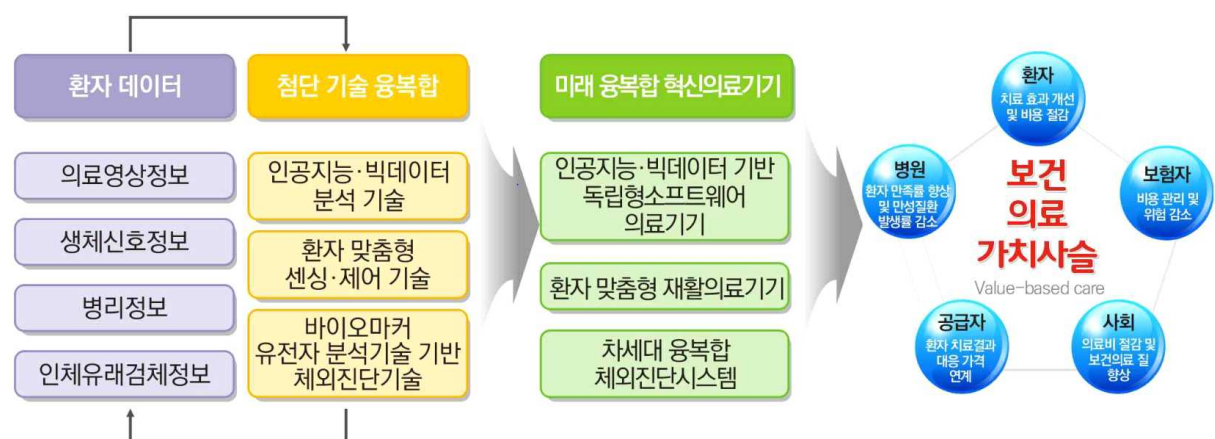 환자 데이터
의료영상정보
생체신호정보
병리정보
인체유래검체정보
첨단 기술 융복합
인공지능·빅데이터
분석 기술
환자 맞춤형
센싱·제어 기술
바이오마커
유전자 분석기술 기반
체외진단기술
미래 융복합 혁신의료기기
인공지능·빅데이터 기반
독립형소프트웨어
의료기기
환자 맞춤형 재활의료기기
차세대 융복합
체외진단시스템
환자
치료 효과 개선
및 비용 절감
병원
환자 만족률 향상
및 만성질환
발생률 감소
보험자
비용 관리 및
위험 감소
보건
의료
가치사슬
Value-based care
공급자
환자 치료결과
대응 가격
연계
사회
의료비 절감 및
보건의료 질
향상